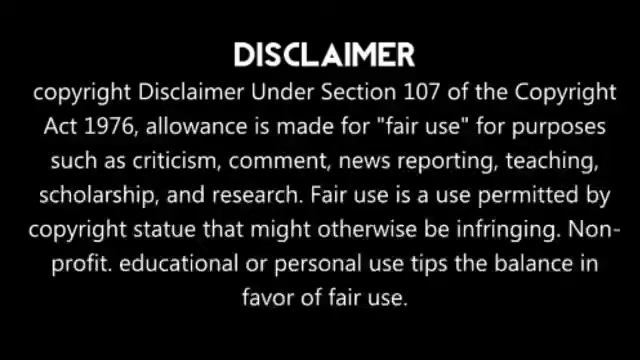 DISCLAIMER
copyright Disclaimer Under Section 107 of the Copyright
Act 1976, allowance is made for "fair use" for purposes
such as criticism, comment, news reporting, teaching,
scholarship, and research. Fair use is a use permitted by
copyright statue that might otherwise be infringing. Non-
profit. educational or personal use tips the balance in
favor of fair use.